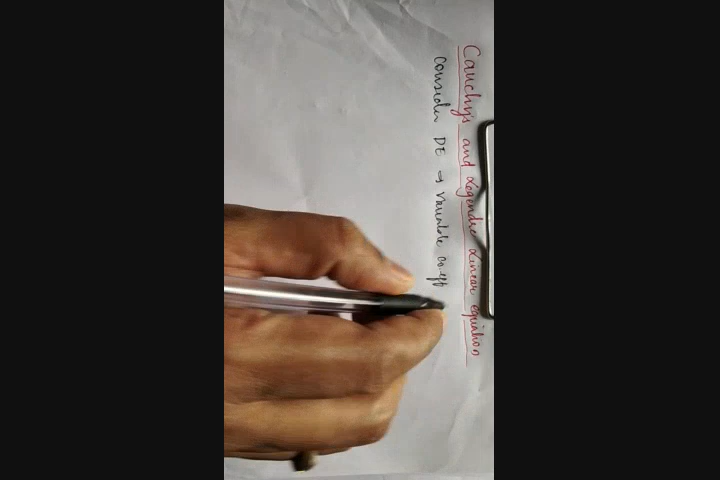 Cauchy's and Legendre Linear equation
Consider DE → Variable co-eff